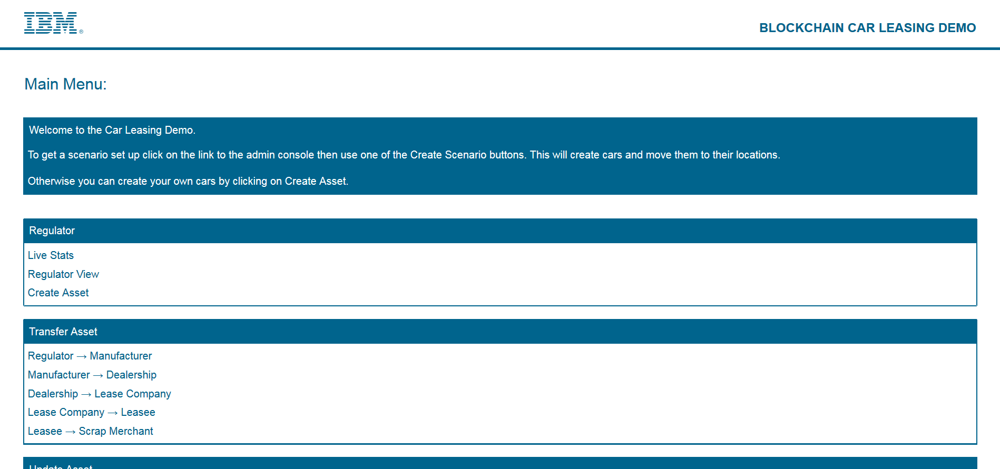 IBM®
BLOCKCHAIN CAR LEASING DEMO
Main Menu:
Welcome to the Car Leasing Demo.
To get a scenario set up click on the link to the admin console then use one of the Create Scenario buttons. This will create cars and move them to their locations.
Otherwise you can create your own cars by clicking on Create Asset.
Regulator
Live Stats
Regulator View
Create Asset
Transfer Asset
Regulator → Manufacturer
Manufacturer → Dealership
Dealership → Lease Company
Lease Company → Leasee
Leasee → Scrap Merchant
Update Asset